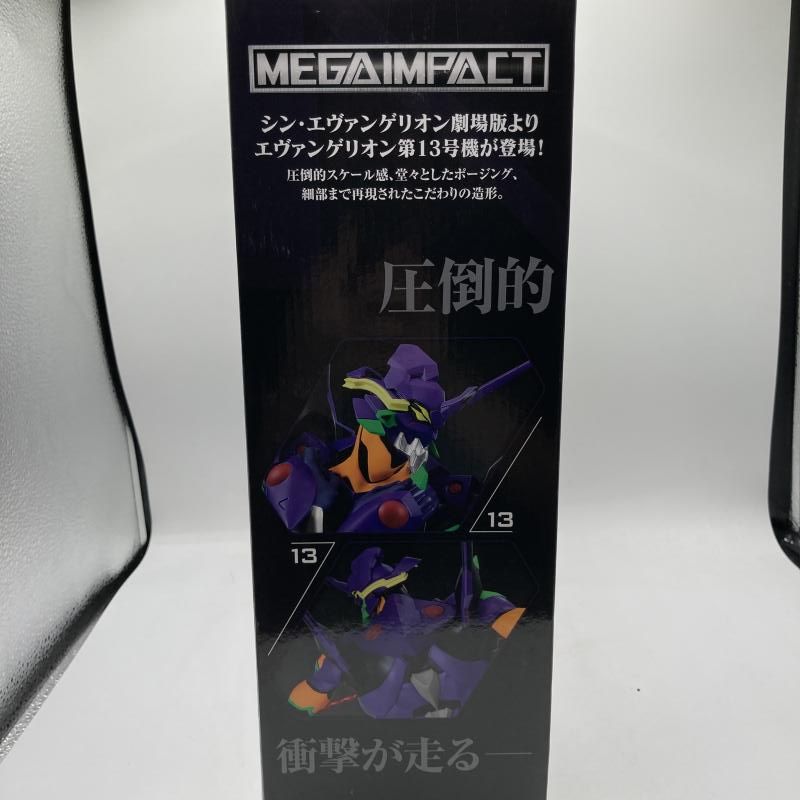 MEGAIMPACT
シン・エヴァンゲリオン劇場版より
エヴァンゲリオン第13号機が登場!
圧倒的スケール感、堂々としたポージング、
細部まで再現されたこだわりの造形。
圧倒的
13
13
衝撃が走る―